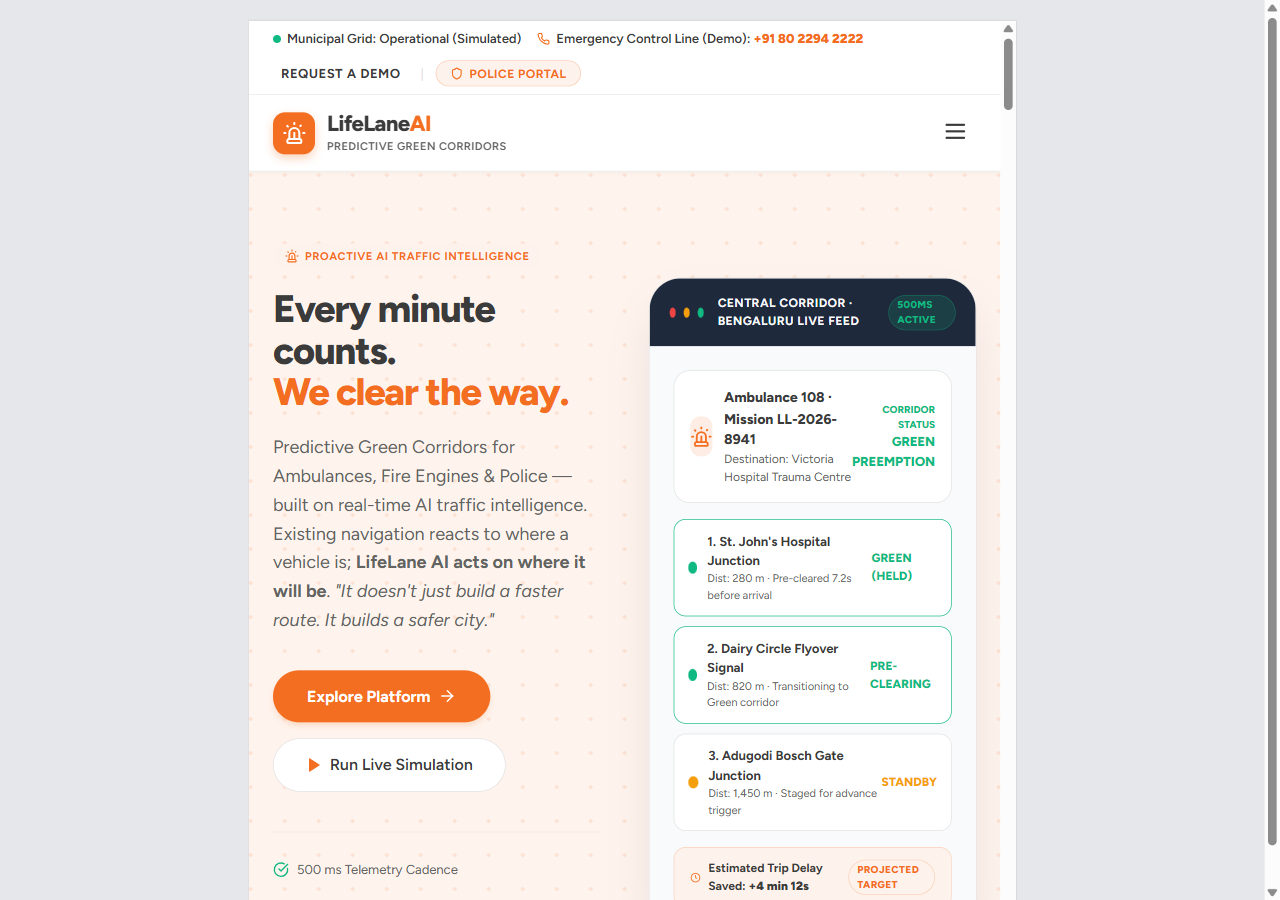 Municipal Grid: Operational (Simulated) Emergency Control Line (Demo): +91 80 2294 2222
REQUEST A DEMO | POLICE PORTAL
LifeLaneAI
PREDICTIVE GREEN CORRIDORS
PROACTIVE AI TRAFFIC INTELLIGENCE
Every minute
counts.
We clear the way.
Predictive Green Corridors for
Ambulances, Fire Engines & Police —
built on real-time AI traffic intelligence.
Existing navigation reacts to where a
vehicle is; LifeLane AI acts on where it
will be. "It doesn't just build a faster
route. It builds a safer city."
Explore Platform
Run Live Simulation
500 ms Telemetry Cadence
CENTRAL CORRIDOR ·
BENGALURU LIVE FEED
500MS
ACTIVE
Ambulance 108 ·
Mission LL-2026-
8941
Destination: Victoria
Hospital Trauma Centre
CORRIDOR
STATUS
GREEN
PREEMPTION
1. St. John's Hospital
Junction
Dist: 280 m · Pre-cleared 7.2s
before arrival
GREEN
(HELD)
2. Dairy Circle Flyover
Signal
Dist: 820 m · Transitioning to
Green corridor
PRE-
CLEARING
3. Adugodi Bosch Gate
Junction
Dist: 1,450 m · Staged for advance
trigger
STANDBY
Estimated Trip Delay
Saved: +4 min 12s
PROJECTED
TARGET